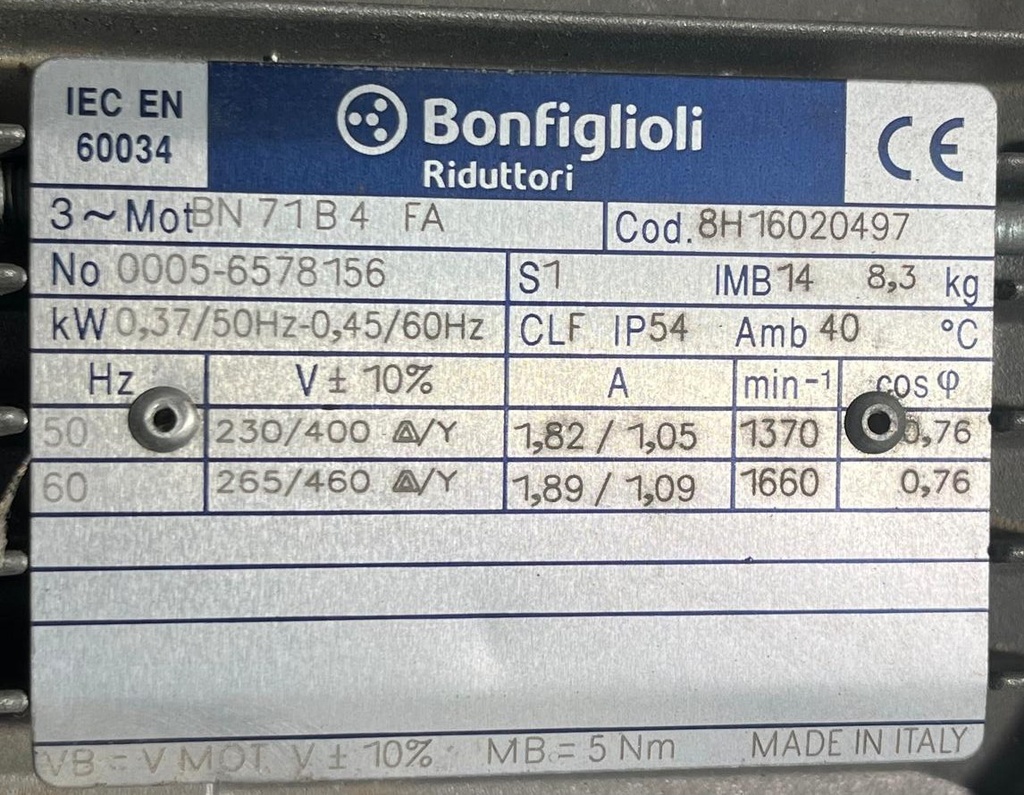 IEC EN
60034
Bonfiglioli
Riduttori
CE
3~Mot BN 71 B 4 FA Cod. 8H16020497
No 0005-6578156 S1 IMB 14 8,3 kg
kW 0,37/50Hz-0,45/60Hz CLF IP54 Amb 40 °C
Hz V ± 10% A min-1 cos φ
50 230/400 Δ/Y 1,82 / 1,05 1370 0,76
60 265/460 Δ/Y 1,89 / 1,09 1660 0,76
VB = V MOT. V ± 10% MB = 5 Nm MADE IN ITALY